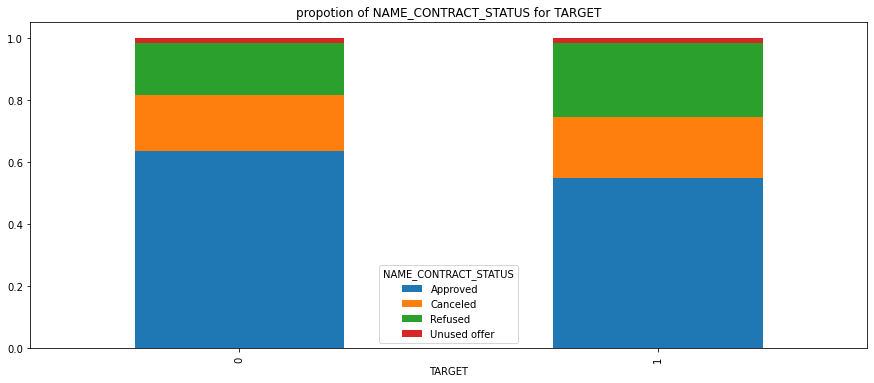 propotion of NAME_CONTRACT_STATUS for TARGET
1.0
0.8
0.6
0.4
0.2
0.0
NAME_CONTRACT_STATUS
Approved
Canceled
Refused
Unused offer
0
1
TARGET